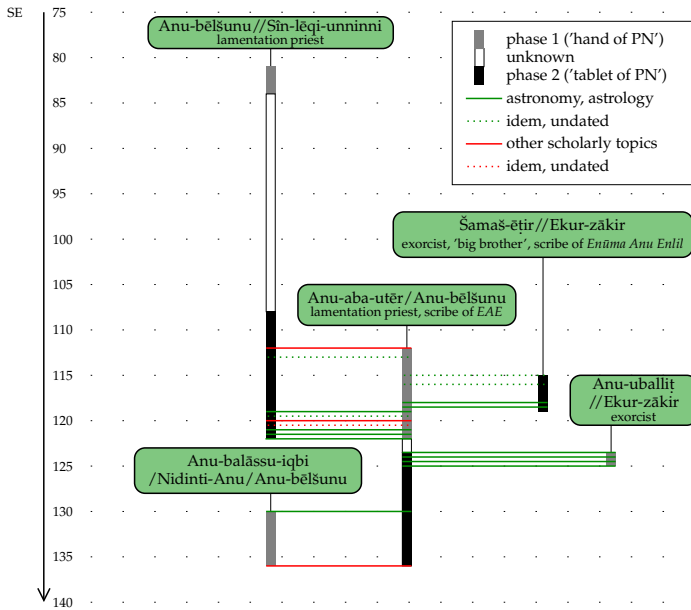 SE
75
80
85
90
95
100
105
110
115
120
125
130
135
140
Anu-bēlšunu//Sîn-lēqi-unninni
lamentation priest
phase 1 ('hand of PN')
unknown
phase 2 ('tablet of PN')
astronomy, astrology
idem, undated
other scholarly topics
idem, undated
Šamaš-ēṭir//Ekur-zākir
exorcist, 'big brother', scribe of Enūma Anu Enlil
Anu-aba-utēr/Anu-bēlšunu
lamentation priest, scribe of EAE
Anu-uballiṭ
//Ekur-zākir
exorcist
Anu-balāssu-iqbi
/Nidinti-Anu/Anu-bēlšunu